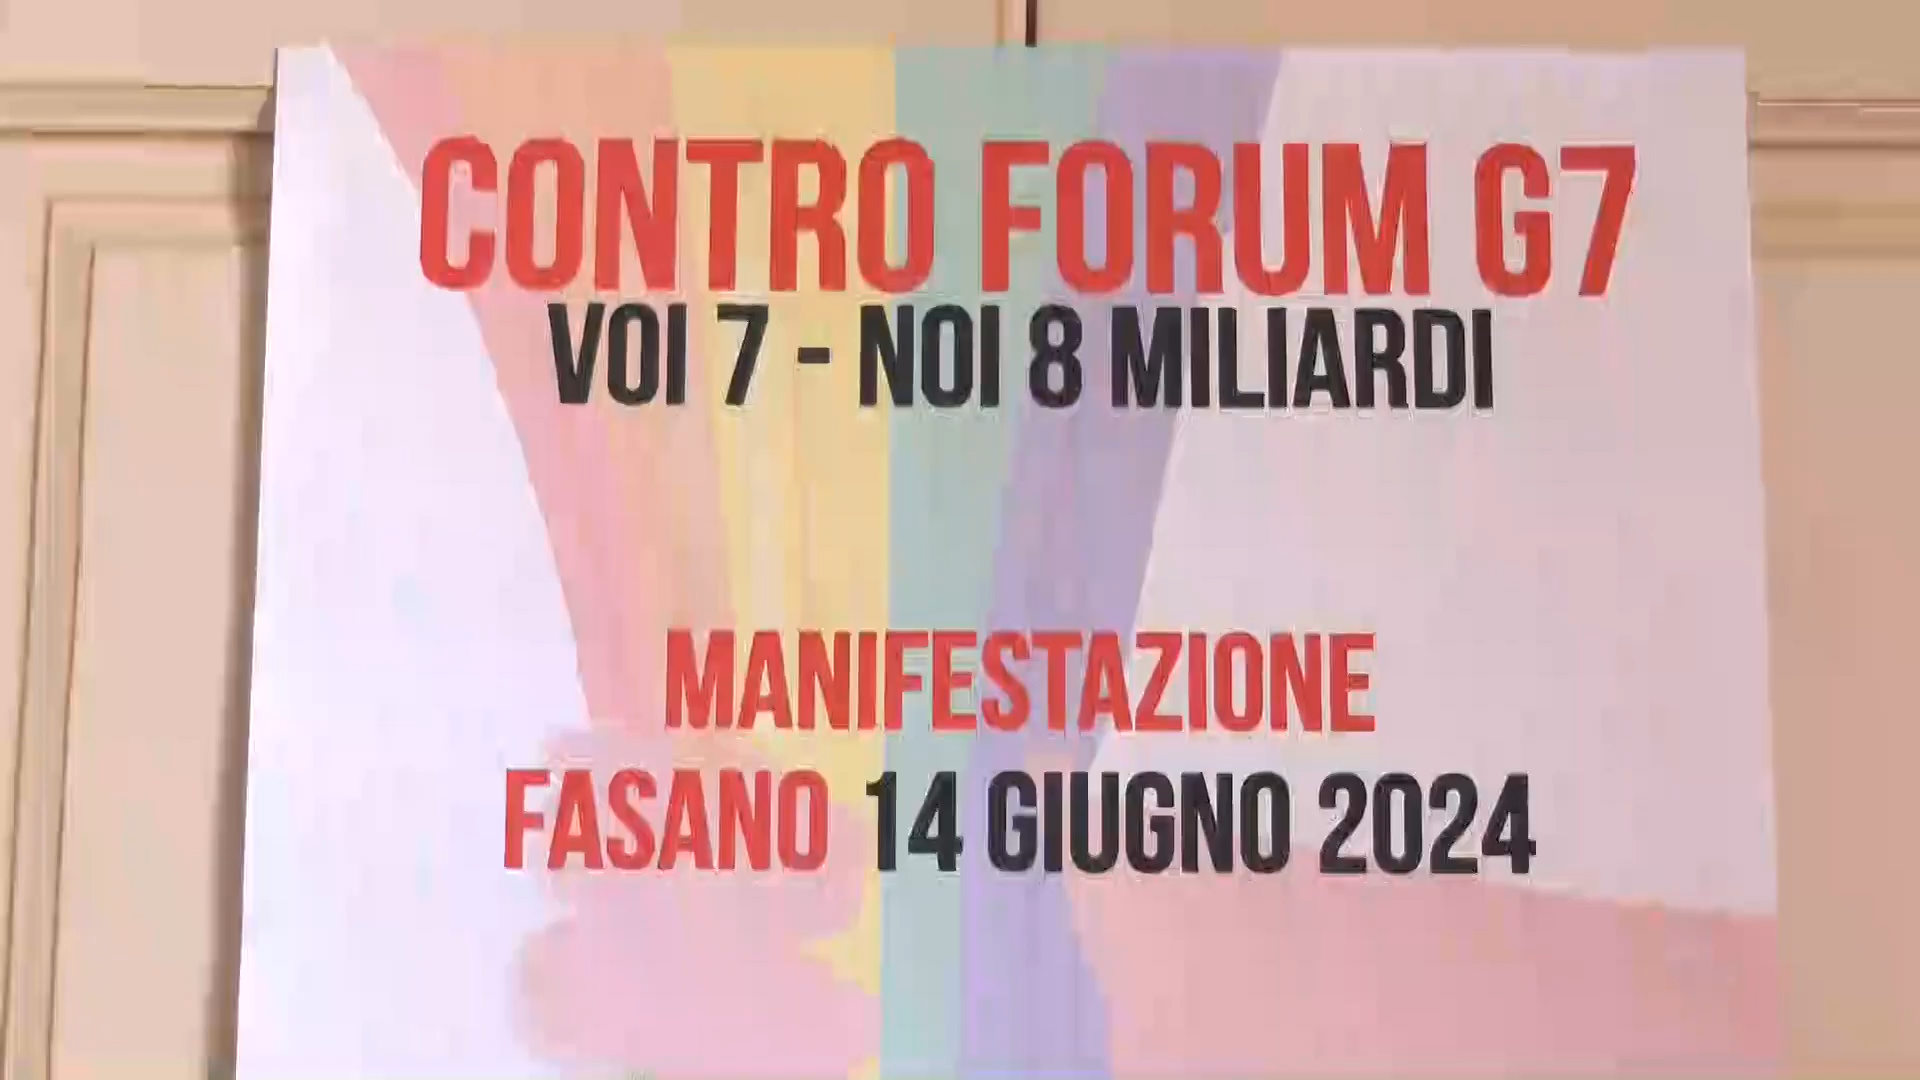 CONTRO FORUM G7
VOI 7 - NOI 8 MILIARDI
MANIFESTAZIONE
FASANO 14 GIUGNO 2024